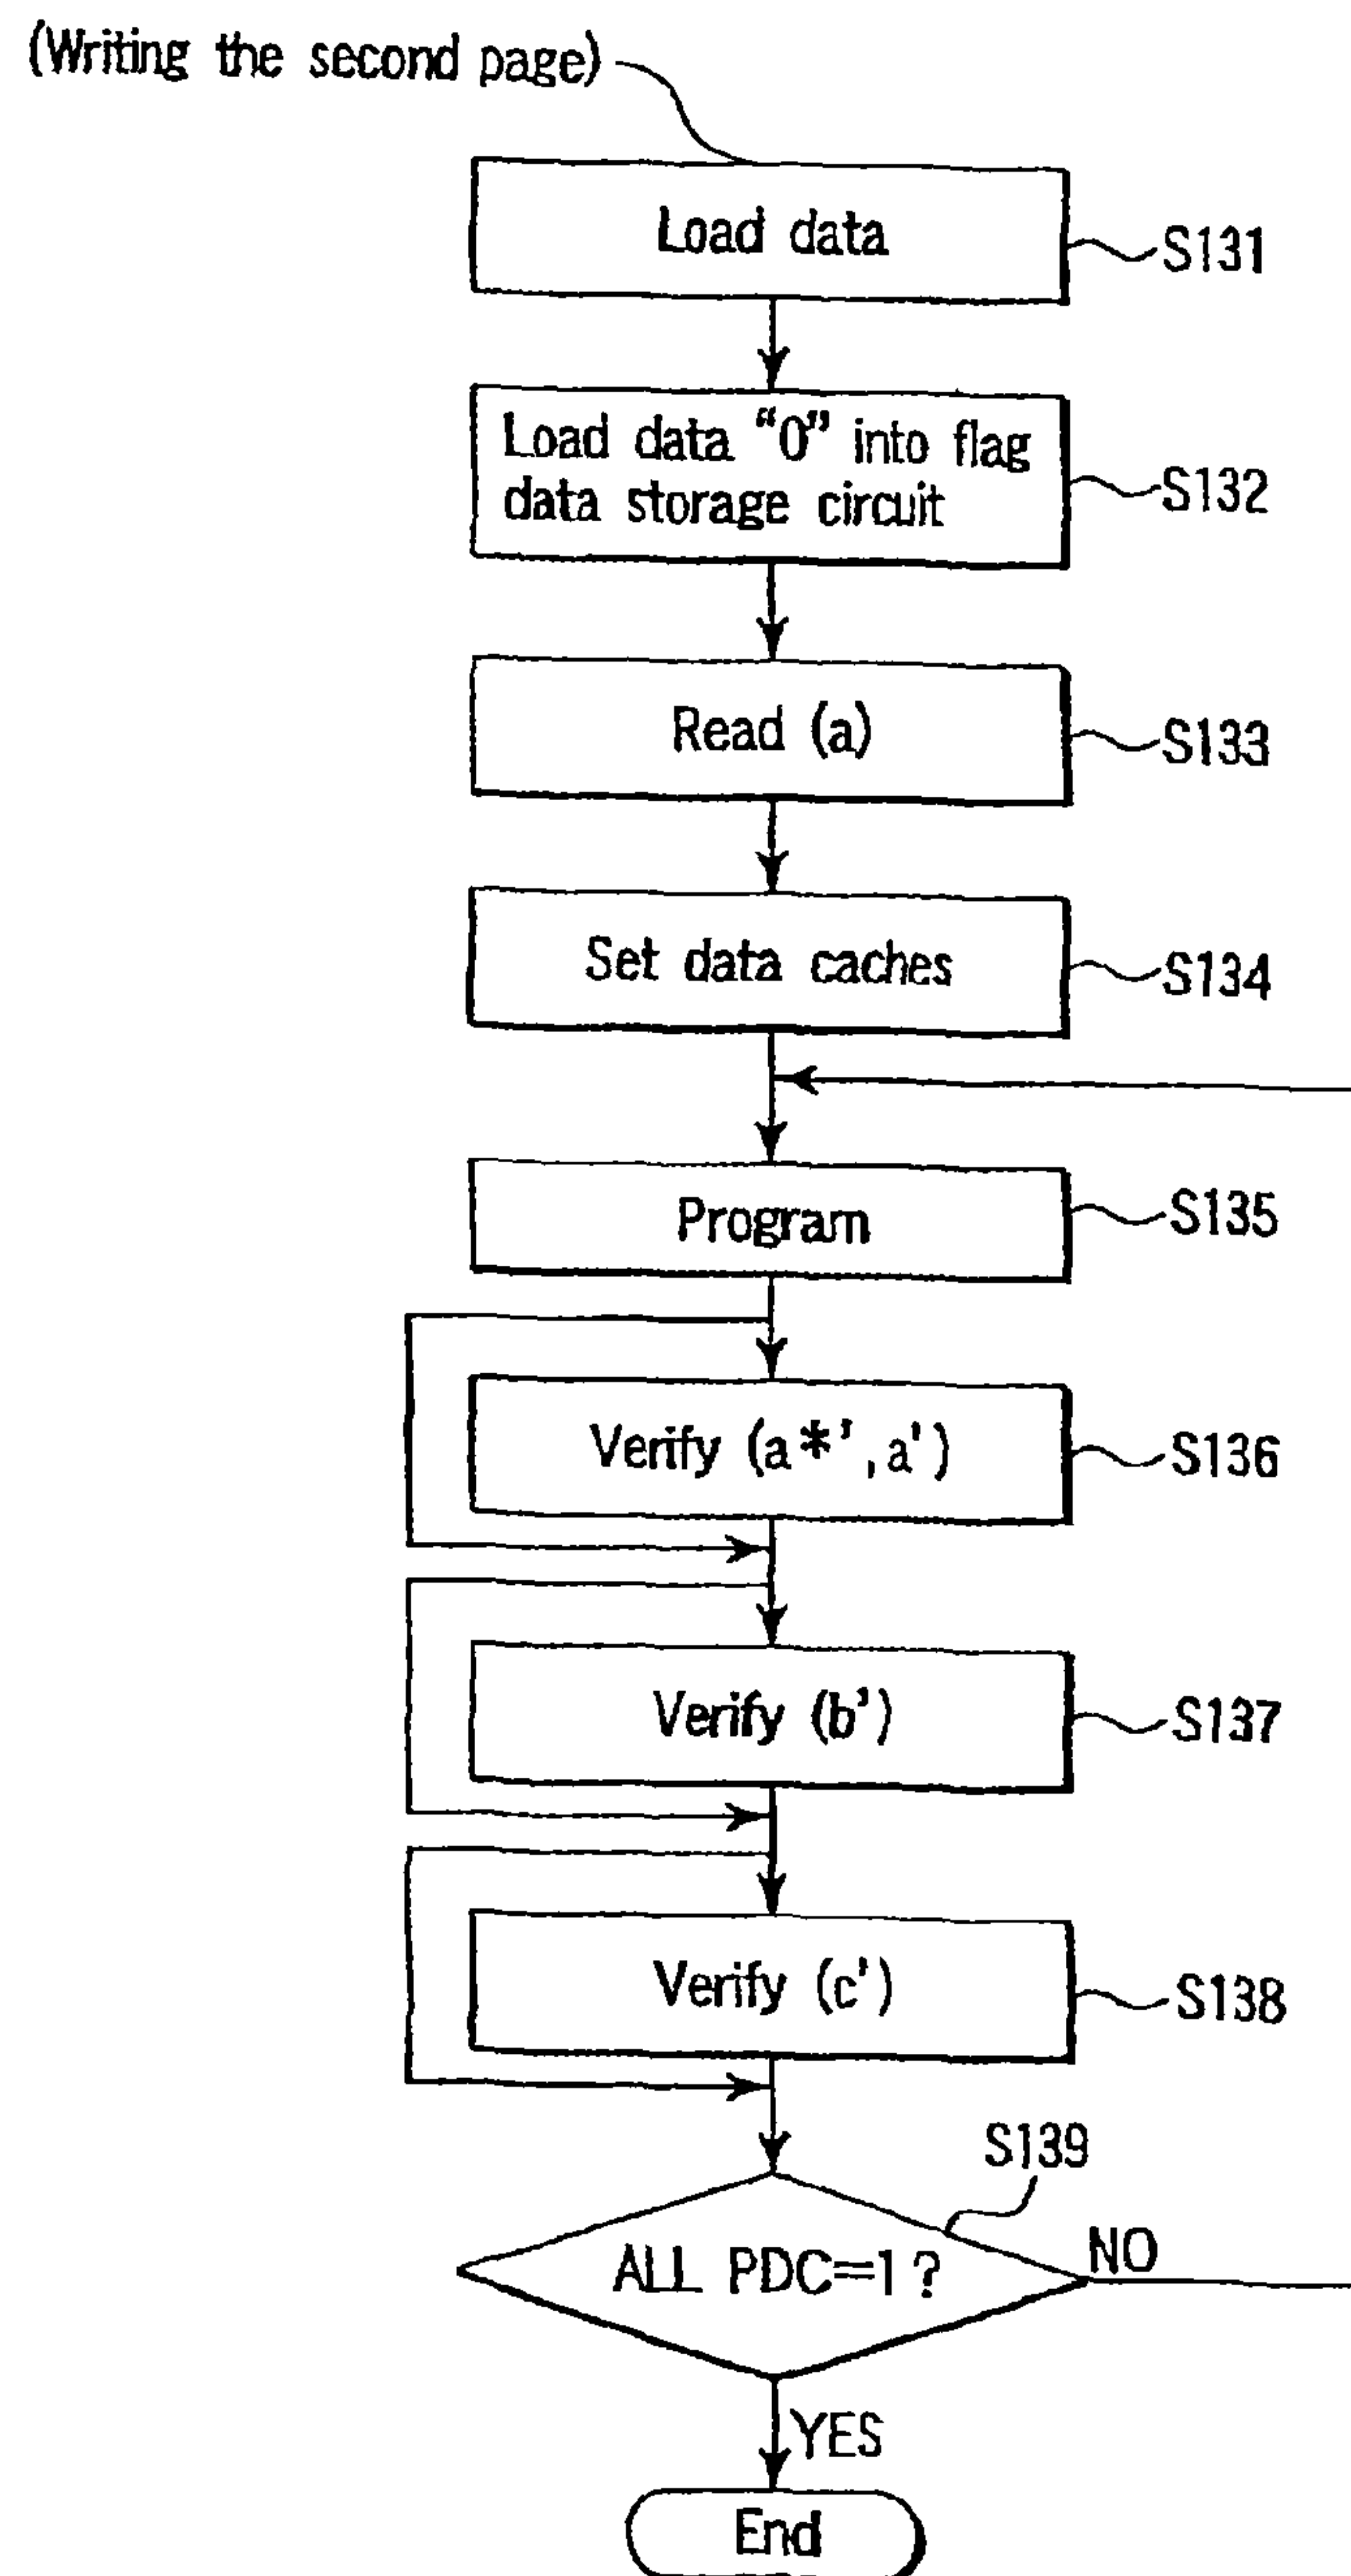 (Writing the second page)
Load data
S131
Load data “0” into flag
data storage circuit
S132
Read (a)
S133
Set data caches
S134
Program
S135
Verify (a*', a')
S136
Verify (b')
S137
Verify (c')
S138
S139
ALL PDC=1?
NO
YES
End